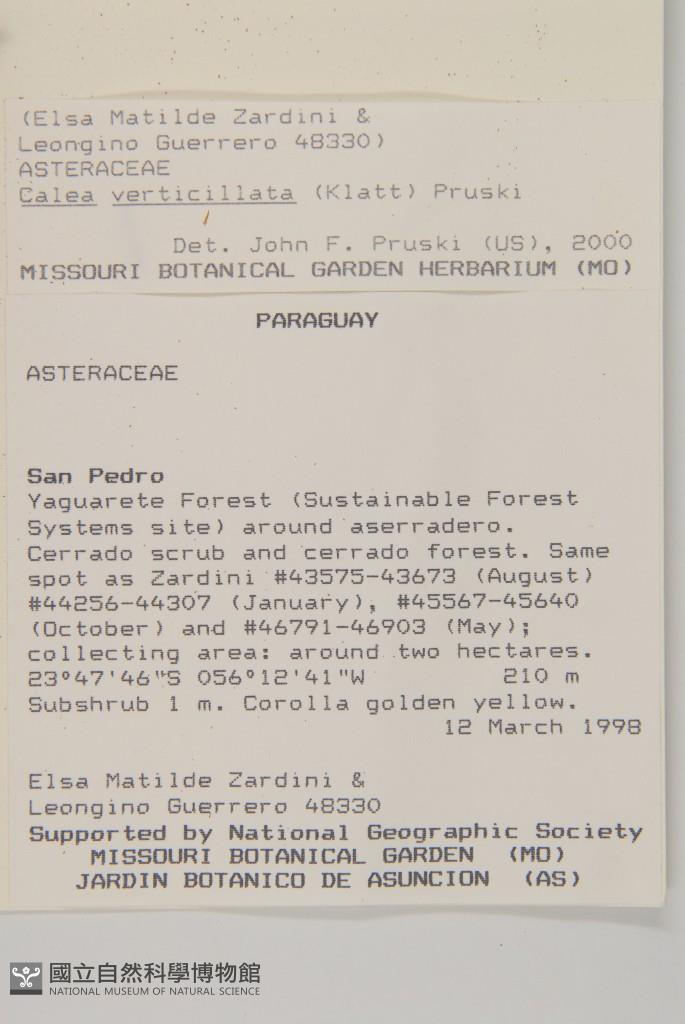 (Elsa Matilde Zardini &
Leongino Guerrero 48330)
ASTERACEAE
Calea verticillata (Klatt) Pruski
Det. John F. Pruski (US), 2000
MISSOURI BOTANICAL GARDEN HERBARIUM (MO)
PARAGUAY
ASTERACEAE
San Pedro
Yaguarete Forest (Sustainable Forest
Systems site) around aserradero.
Cerrado scrub and cerrado forest. Same
spot as Zardini #43575-43673 (August)
#44256-44307 (January), #45567-45640
(October) and #46791-46903 (May);
collecting area: around two hectares.
23º47'46"S 056º12'41"W 210 m
Subshrub 1 m. Corolla golden yellow.
12 March 1998
Elsa Matilde Zardini &
Leongino Guerrero 48330
Supported by National Geographic Society
MISSOURI BOTANICAL GARDEN (MO)
JARDIN BOTANICO DE ASUNCION (AS)
國立自然科學博物館
NATIONAL MUSEUM OF NATURAL SCIENCE